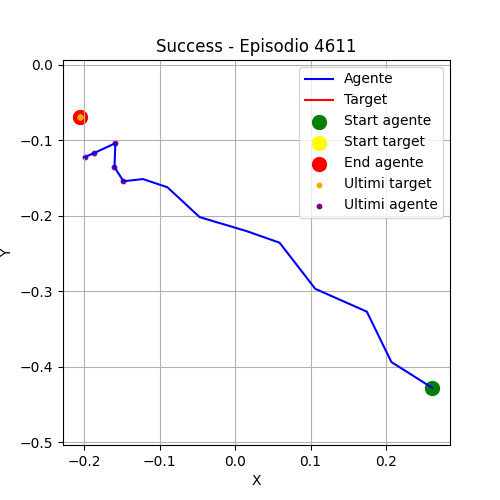 Success - Episodio 4611
Agente
Target
Start agente
Start target
End agente
Ultimi target
Ultimi agente
0.0
−0.1
−0.2
−0.3
−0.4
−0.5
Y
−0.2
−0.1
0.0
0.1
0.2
X